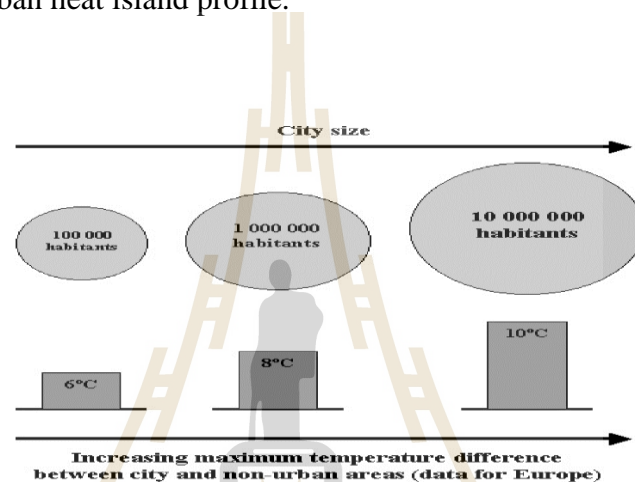 ban heat island profile.
City size
100 000
habitants
1 000 000
habitants
10 000 000
habitants
6°C
8°C
10°C
Increasing maximum temperature difference
between city and non-urban areas (data for Europe)